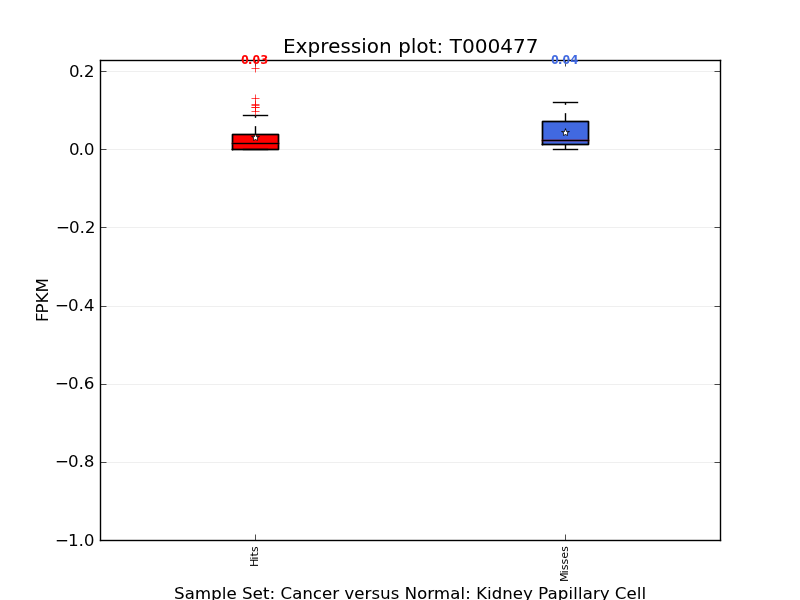 Expression plot: T000477
0.03
0.04
0.2
0.0
−0.2
−0.4
−0.6
−0.8
−1.0
FPKM
Hits
Misses
Sample Set: Cancer versus Normal: Kidney Papillary Cell